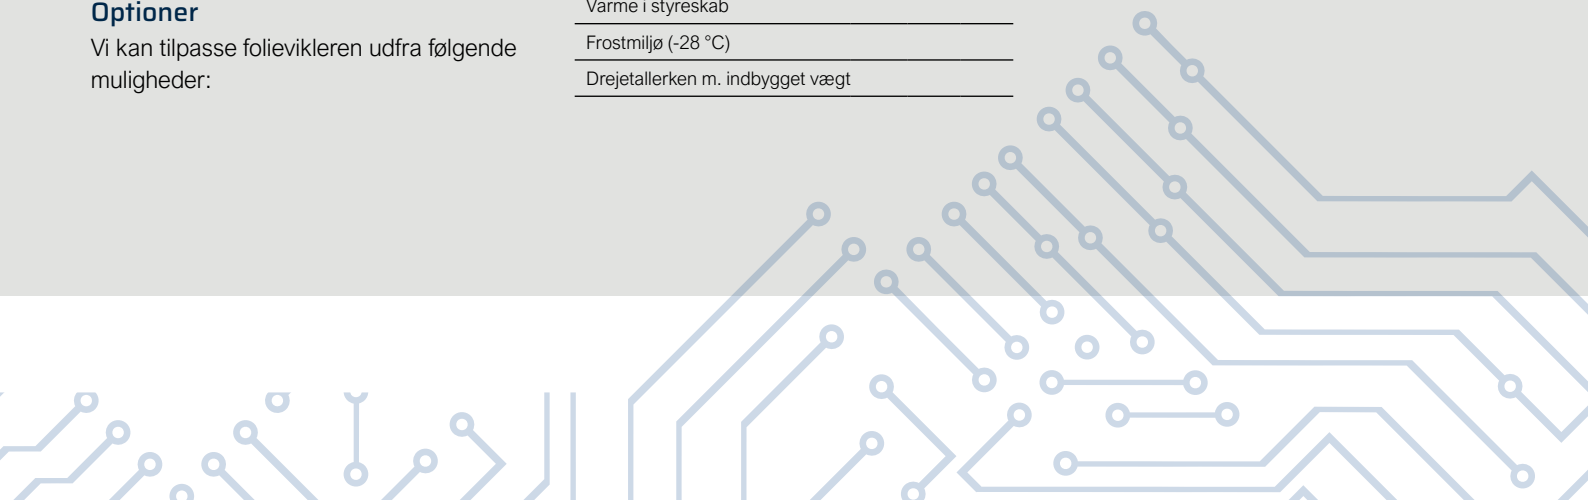 Optioner
Vi kan tilpasse folievikleren udfra følgende
muligheder:
Varme i styreskab
Frostmiljø (-28 °C)
Drejetallerken m. indbygget vægt